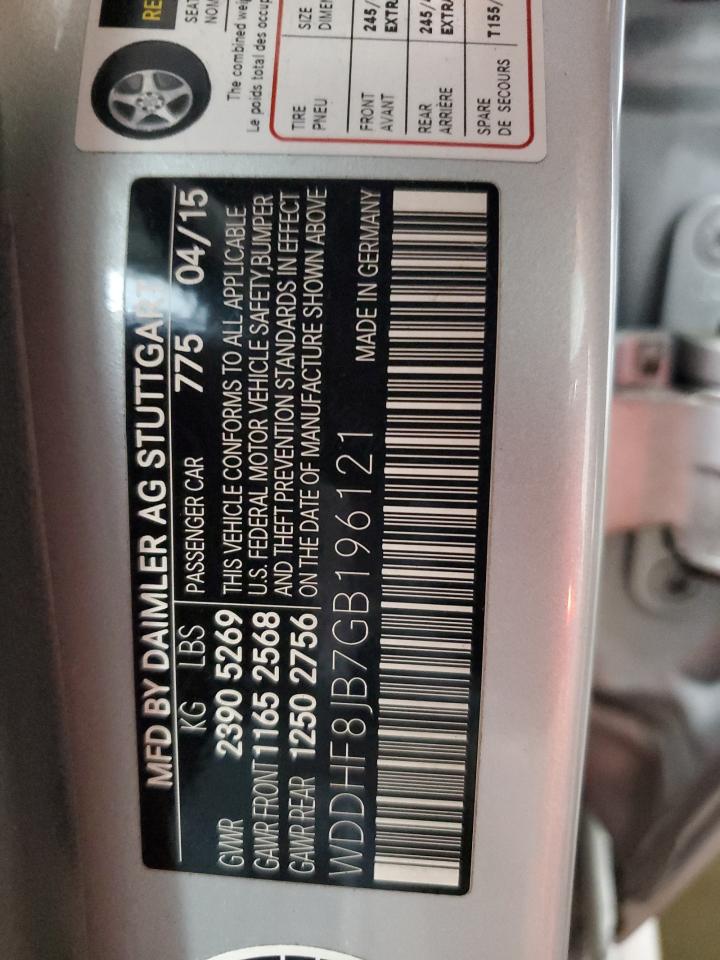 MFD BY DAIMLER AG STUTTGART
KG LBS PASSENGER CAR 775 04/15
GVWR 2390 5269 THIS VEHICLE CONFORMS TO ALL APPLICABLE
GAWR FRONT 1165 2568 U.S. FEDERAL MOTOR VEHICLE SAFETY,BUMPER
GAWR REAR 1250 2756 AND THEFT PREVENTION STANDARDS IN EFFECT
ON THE DATE OF MANUFACTURE SHOWN ABOVE
WDDHF8JB7GB196121 MADE IN GERMANY
The combined
Le poids total des
TIRE SIZE
PNEU
FRONT 245/
AVANT
REAR 245/
ARRIÈRE
SPARE T155/
DE SECOURS